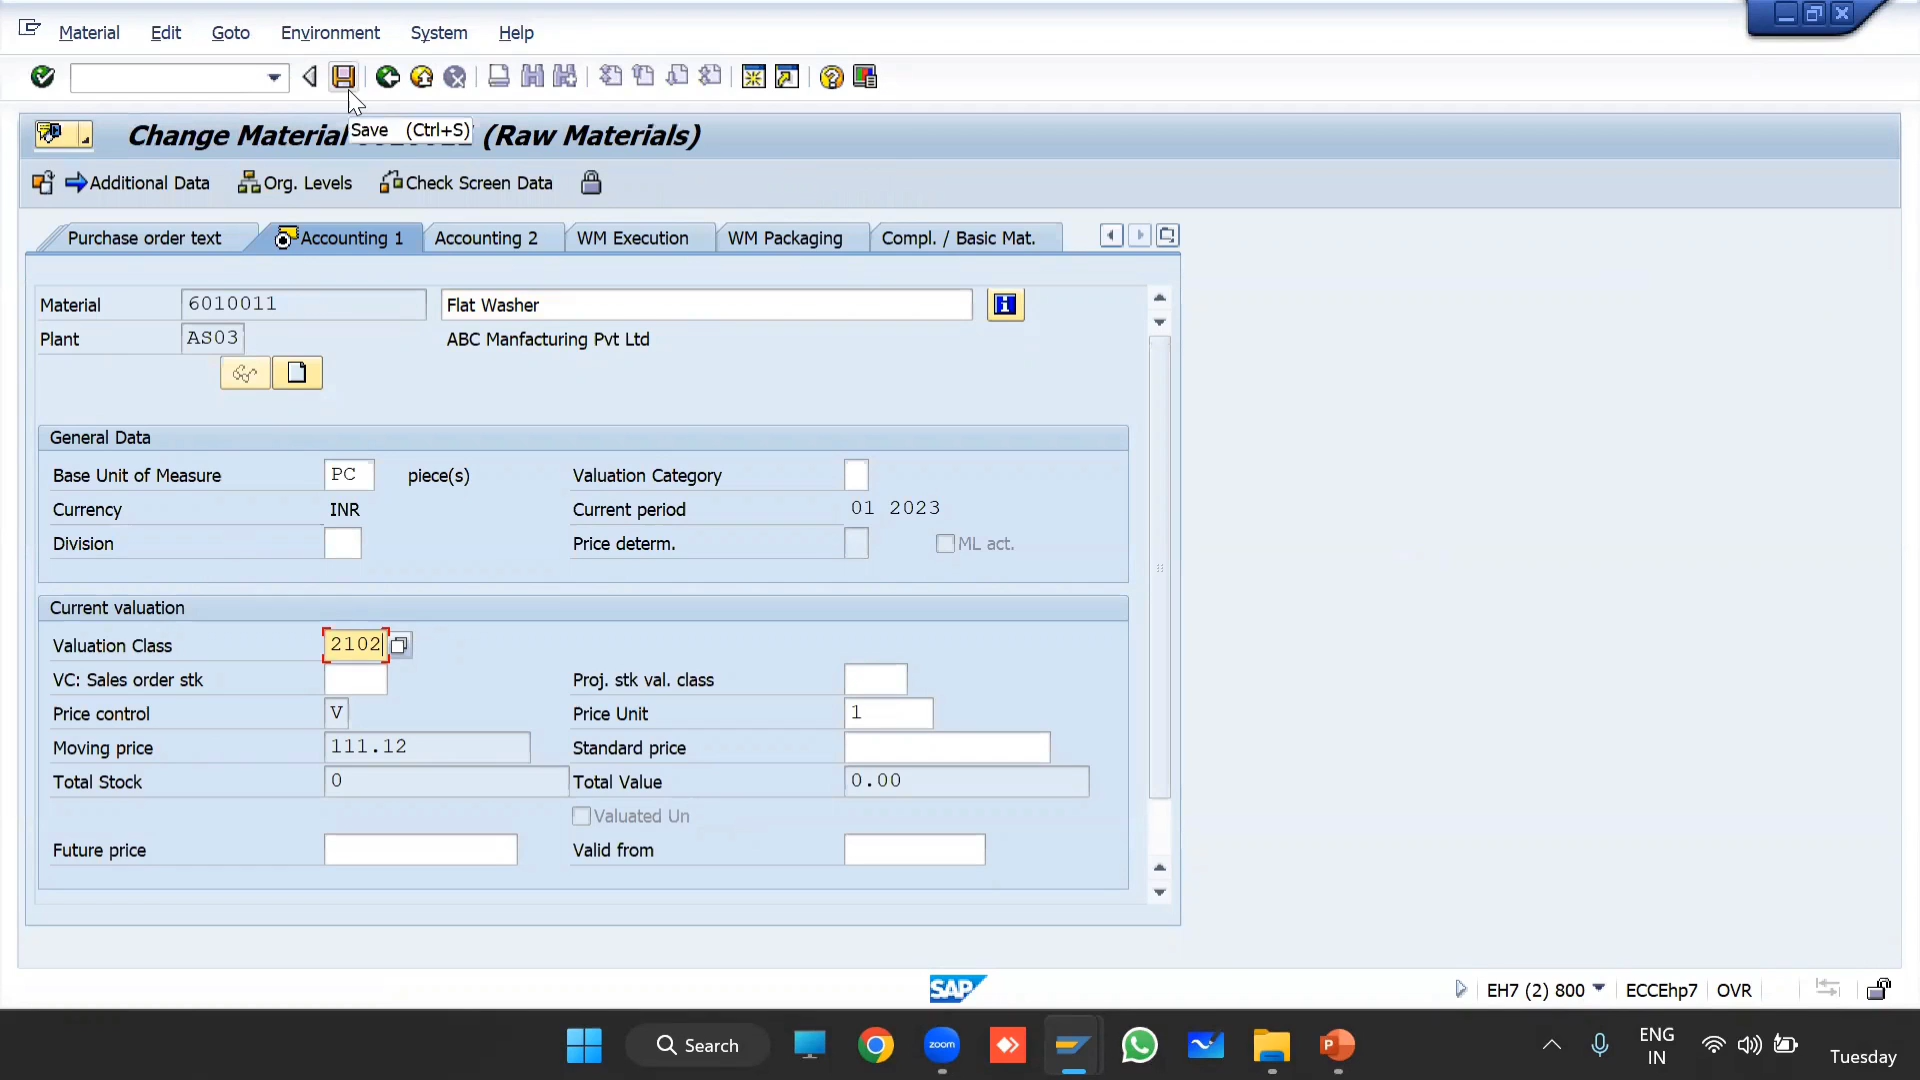 Material Edit Goto Environment System Help
Save (Ctrl+S)
Change Material (Raw Materials)
Additional Data Org. Levels Check Screen Data
Purchase order text Accounting 1 Accounting 2 WM Execution WM Packaging Compl. / Basic Mat.
Material 6010011 Flat Washer
Plant AS03 ABC Manfacturing Pvt Ltd
General Data
Base Unit of Measure PC piece(s) Valuation Category
Currency INR Current period 01 2023
Division Price determ. ML act.
Current valuation
Valuation Class 2102
VC: Sales order stk Proj. stk val. class
Price control V Price Unit 1
Moving price 111.12 Standard price
Total Stock 0 Total Value 0.00
Valuated Un
Future price Valid from
SAP EH7 (2) 800 ECCEhp7 OVR
Search zoom P ENG
IN Tuesday